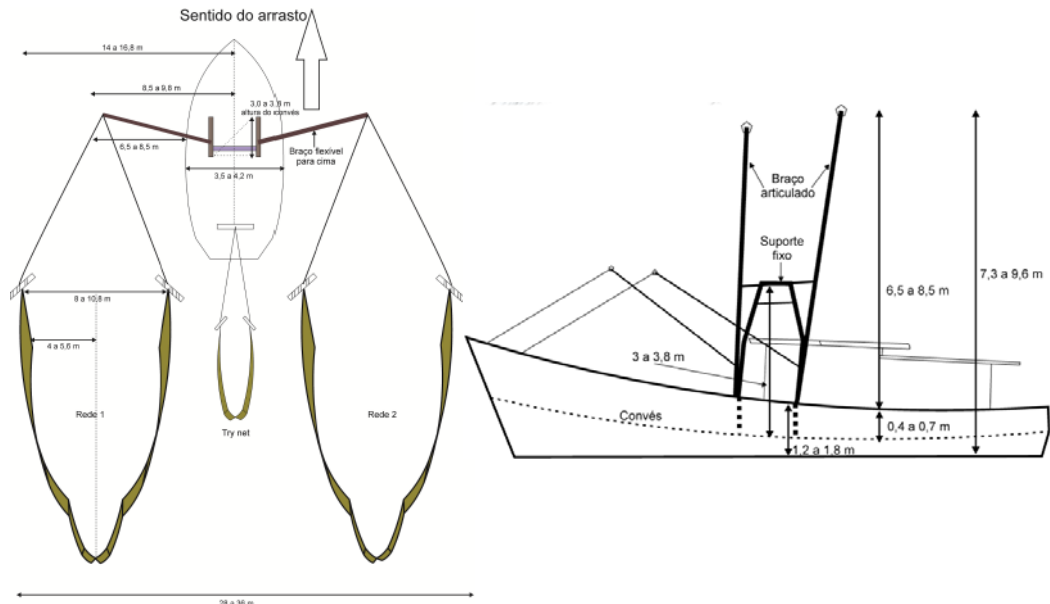 Sentido do arrasto
14 a 16,8 m
8,5 a 9,8 m
3,0 a 3,8 m
altura do convés
6,5 a 8,5 m
Braço flexível
para cima
3,5 a 4,2 m
8 a 10,8 m
4 a 5,6 m
Rede 1
Try net
Rede 2
28 a 36 m
Braço
articulado
Suporte
fixo
6,5 a 8,5 m
7,3 a 9,6 m
3 a 3,8 m
Convés
0,4 a 0,7 m
1,2 a 1,8 m